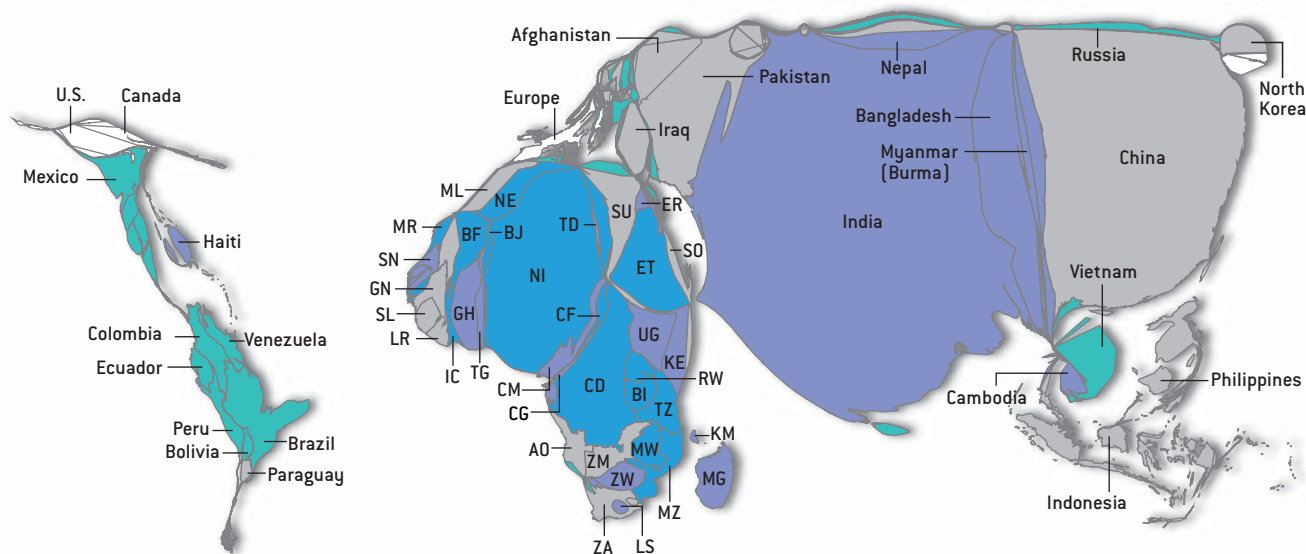 U.S.
Canada
Mexico
Haiti
Colombia
Venezuela
Ecuador
Peru
Bolivia
Brazil
Paraguay
Afghanistan
Europe
Pakistan
Iraq
Nepal
Russia
North
Korea
Bangladesh
Myanmar
(Burma)
China
India
Vietnam
Cambodia
Philippines
Indonesia
ML
NE
MR
BF
BJ
TD
SU
ER
SN
SO
GN
NI
ET
SL
GH
CF
UG
LR
KE
IC
TG
CM
CD
RW
BI
CG
TZ
KM
AO
ZM
MW
ZW
MG
MZ
ZA
LS